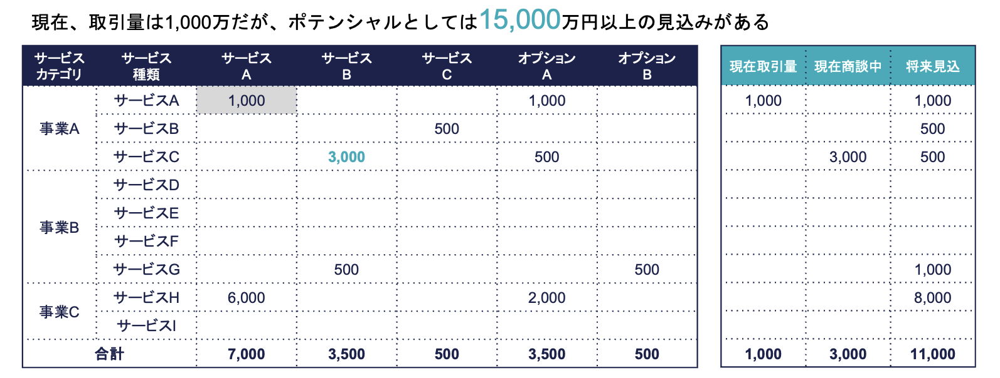 現在、取引量は1,000万だが、ポテンシャルとしては15,000万円以上の見込みがある
サービスカテゴリ サービス種類 サービスA サービスB サービスC オプションA オプションB 現在取引量 現在商談中 将来見込
事業A
サービスA 1,000 1,000 1,000 1,000
サービスB 500 500
サービスC 3,000 500 3,000 500
事業B
サービスD
サービスE
サービスF
サービスG 500 500 1,000
事業C
サービスH 6,000 2,000 8,000
サービスI
合計 7,000 3,500 500 3,500 500 1,000 3,000 11,000